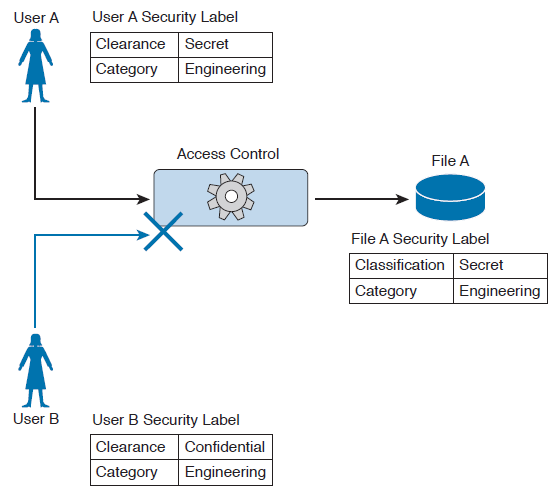 User A
User A Security Label
Clearance Secret
Category Engineering
Access Control
File A
File A Security Label
Classification Secret
Category Engineering
User B
User B Security Label
Clearance Confidential
Category Engineering